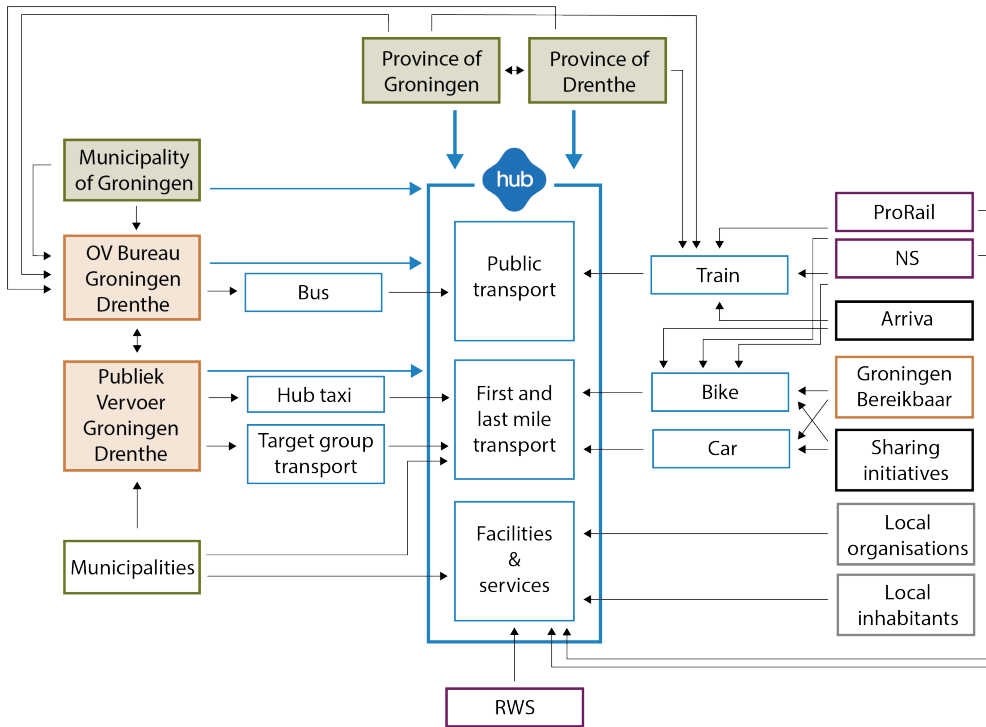 Province of
Groningen
Province of
Drenthe
hub
Municipality
of Groningen
OV Bureau
Groningen
Drenthe
Bus
Public
transport
Train
ProRail
NS
Arriva
Publiek
Vervoer
Groningen
Drenthe
Hub taxi
Target group
transport
First and
last mile
transport
Bike
Car
Groningen
Bereikbaar
Sharing
initiatives
Municipalities
Facilities
&
services
Local
organisations
Local
inhabitants
RWS